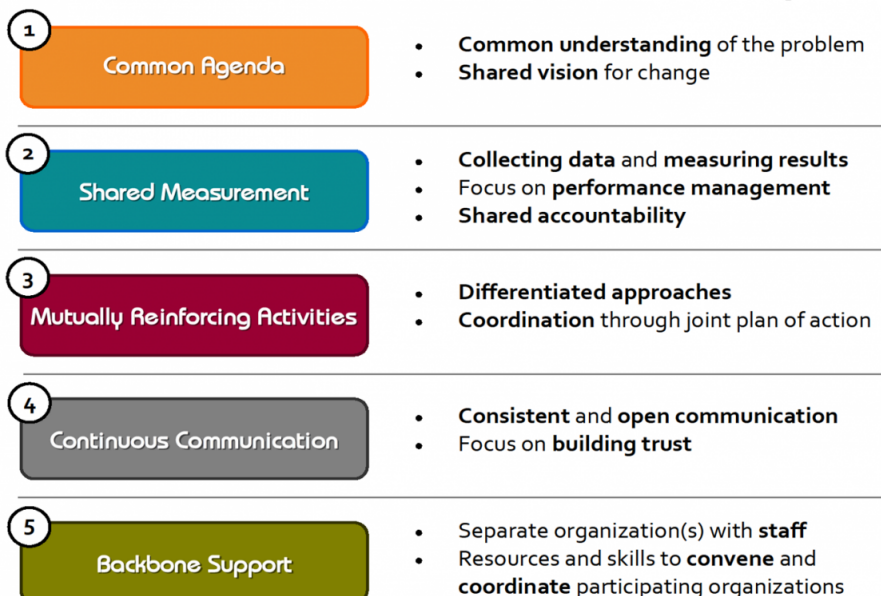 1
Common Agenda
• Common understanding of the problem
• Shared vision for change
2
Shared Measurement
• Collecting data and measuring results
• Focus on performance management
• Shared accountability
3
Mutually Reinforcing Activities
• Differentiated approaches
• Coordination through joint plan of action
4
Continuous Communication
• Consistent and open communication
• Focus on building trust
5
Backbone Support
• Separate organization(s) with staff
• Resources and skills to convene and
coordinate participating organizations